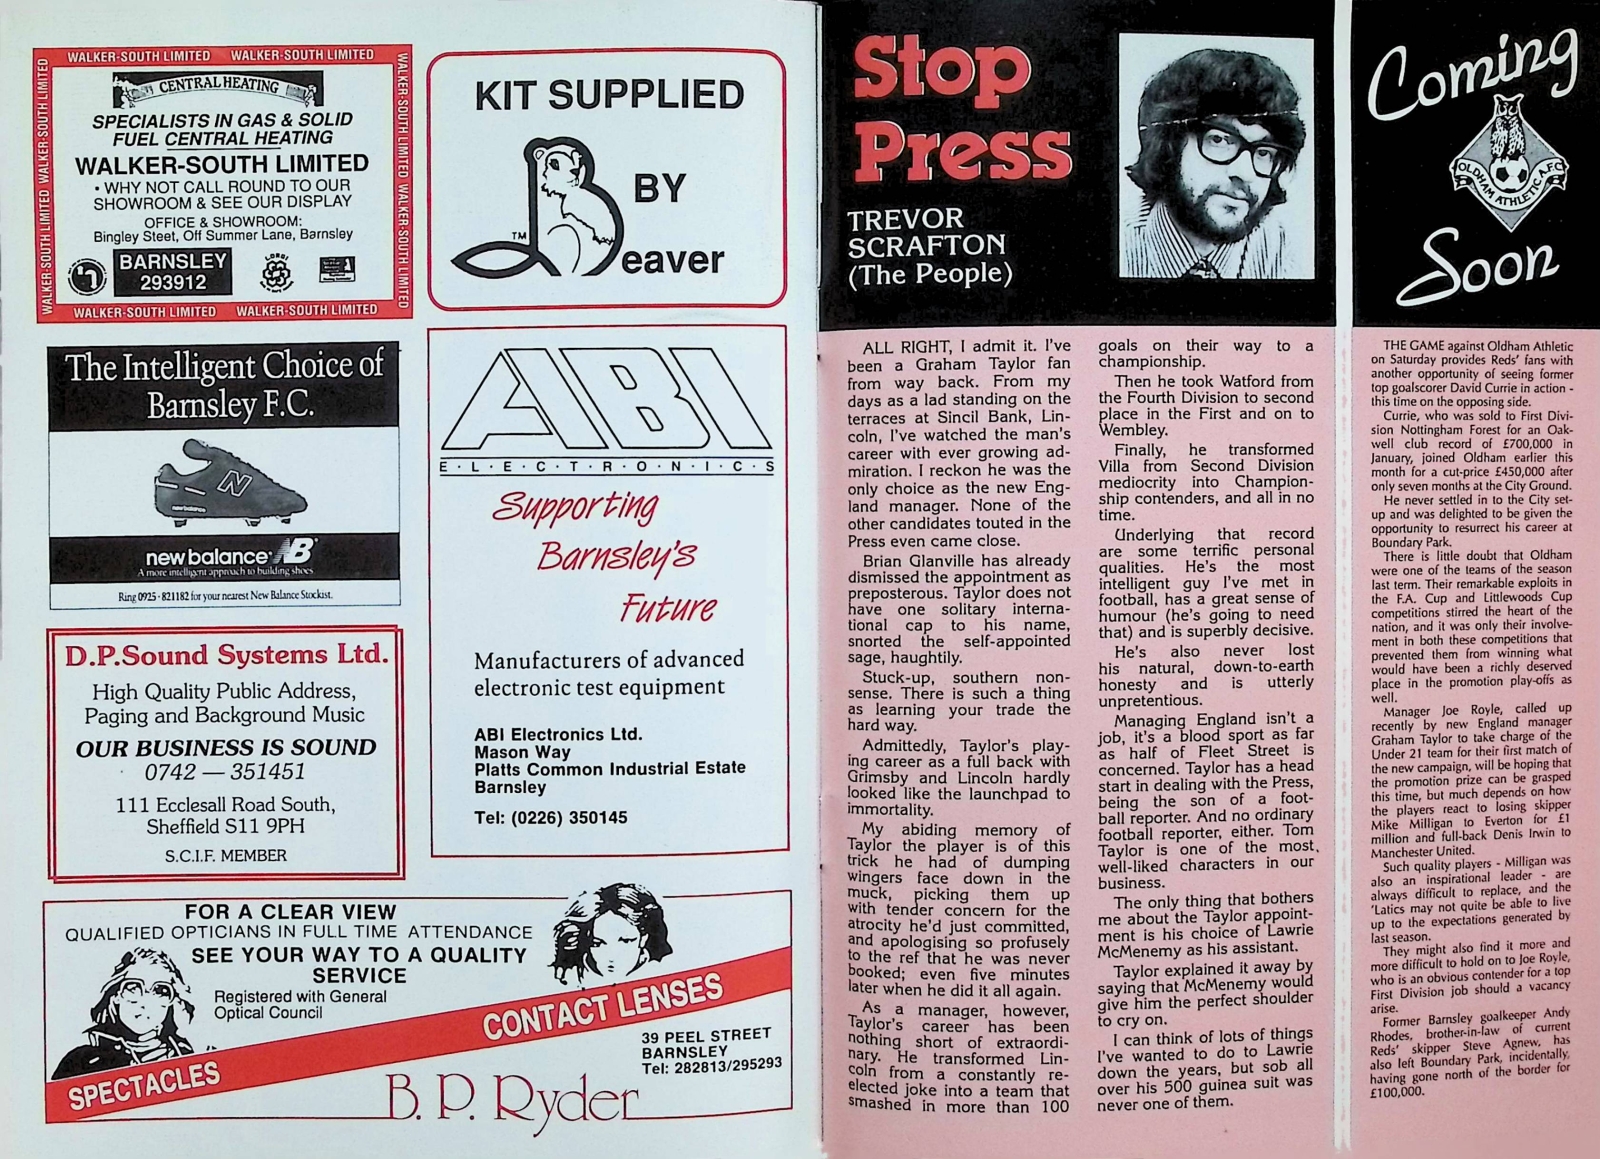 WALKER-SOUTH LIMITED WALKER-SOUTH LIMITED
WALKER-SOUTH LIMITED WALKER-SOUTH LIMITED
WALKER-SOUTH LIMITED WALKER-SOUTH LIMITED
CENTRAL HEATING
SPECIALISTS IN GAS & SOLID
FUEL CENTRAL HEATING
WALKER-SOUTH LIMITED
• WHY NOT CALL ROUND TO OUR
SHOWROOM & SEE OUR DISPLAY
OFFICE & SHOWROOM:
Bingley Steet, Off Summer Lane, Barnsley
BARNSLEY
293912
CORGI
WALKER-SOUTH LIMITED WALKER-SOUTH LIMITED
KIT SUPPLIED
BY
TM
Beaver
The Intelligent Choice of
Barnsley F.C.
N
new balance
new balance NB
A more intelligent approach to building shoes.
Ring 0925 - 821182 for your nearest New Balance Stockist.
ABI
E·L·E·C·T·R·O·N·I·C·S
Supporting
Barnsley's
Future
Manufacturers of advanced
electronic test equipment
ABI Electronics Ltd.
Mason Way
Platts Common Industrial Estate
Barnsley
Tel: (0226) 350145
D.P.Sound Systems Ltd.
High Quality Public Address,
Paging and Background Music
OUR BUSINESS IS SOUND
0742 — 351451
111 Ecclesall Road South,
Sheffield S11 9PH
S.C.I.F. MEMBER
FOR A CLEAR VIEW
QUALIFIED OPTICIANS IN FULL TIME ATTENDANCE
SEE YOUR WAY TO A QUALITY
SERVICE
Registered with General
Optical Council
SPECTACLES
CONTACT LENSES
39 PEEL STREET
BARNSLEY
Tel: 282813/295293
B. P. Ryder
Stop
Press
TREVOR
SCRAFTON
(The People)
ALL RIGHT, I admit it. I've
been a Graham Taylor fan
from way back. From my
days as a lad standing on the
terraces at Sincil Bank, Lin-
coln, I've watched the man's
career with ever growing ad-
miration. I reckon he was the
only choice as the new Eng-
land manager. None of the
other candidates touted in the
Press even came close.
Brian Glanville has already
dismissed the appointment as
preposterous. Taylor does not
have one solitary interna-
tional cap to his name,
snorted the self-appointed
sage, haughtily.
Stuck-up, southern non-
sense. There is such a thing
as learning your trade the
hard way.
Admittedly, Taylor's play-
ing career as a full back with
Grimsby and Lincoln hardly
looked like the launchpad to
immortality.
My abiding memory of
Taylor the player is of this
trick he had of dumping
wingers face down in the
muck, picking them up
with tender concern for the
atrocity he'd just committed,
and apologising so profusely
to the ref that he was never
booked; even five minutes
later when he did it all again.
As a manager, however,
Taylor's career has been
nothing short of extraordi-
nary. He transformed Lin-
coln from a constantly re-
elected joke into a team that
smashed in more than 100
goals on their way to a
championship.
Then he took Watford from
the Fourth Division to second
place in the First and on to
Wembley.
Finally, he transformed
Villa from Second Division
mediocrity into Champion-
ship contenders, and all in no
time.
Underlying that record
are some terrific personal
qualities. He's the most
intelligent guy I've met in
football, has a great sense of
humour (he's going to need
that) and is superbly decisive.
He's also never lost
his natural, down-to-earth
honesty and is utterly
unpretentious.
Managing England isn't a
job, it's a blood sport as far
as half of Fleet Street is
concerned. Taylor has a head
start in dealing with the Press,
being the son of a foot-
ball reporter. And no ordinary
football reporter, either. Tom
Taylor is one of the most,
well-liked characters in our
business.
The only thing that bothers
me about the Taylor appoint-
ment is his choice of Lawrie
McMenemy as his assistant.
Taylor explained it away by
saying that McMenemy would
give him the perfect shoulder
to cry on.
I can think of lots of things
I've wanted to do to Lawrie
down the years, but sob all
over his 500 guinea suit was
never one of them.
Coming
OLDHAM ATHLETIC A.F.C.
Soon
THE GAME against Oldham Athletic
on Saturday provides Reds' fans with
another opportunity of seeing former
top goalscorer David Currie in action -
this time on the opposing side.
Currie, who was sold to First Divi-
sion Nottingham Forest for an Oak-
well club record of £700,000 in
January, joined Oldham earlier this
month for a cut-price £450,000 after
only seven months at the City Ground.
He never settled in to the City set-
up and was delighted to be given the
opportunity to resurrect his career at
Boundary Park.
There is little doubt that Oldham
were one of the teams of the season
last term. Their remarkable exploits in
the F.A. Cup and Littlewoods Cup
competitions stirred the heart of the
nation, and it was only their involve-
ment in both these competitions that
prevented them from winning what
would have been a richly deserved
place in the promotion play-offs as
well.
Manager Joe Royle, called up
recently by new England manager
Graham Taylor to take charge of the
Under 21 team for their first match of
the new campaign, will be hoping that
the promotion prize can be grasped
this time, but much depends on how
the players react to losing skipper
Mike Milligan to Everton for £1
million and full-back Denis Irwin to
Manchester United.
Such quality players - Milligan was
also an inspirational leader - are
always difficult to replace, and the
'Latics may not quite be able to live
up to the expectations generated by
last season.
They might also find it more and
more difficult to hold on to Joe Royle,
who is an obvious contender for a top
First Division job should a vacancy
arise.
Former Barnsley goalkeeper Andy
Rhodes, brother-in-law of current
Reds' skipper Steve Agnew, has
also left Boundary Park, incidentally,
having gone north of the border for
£100,000.